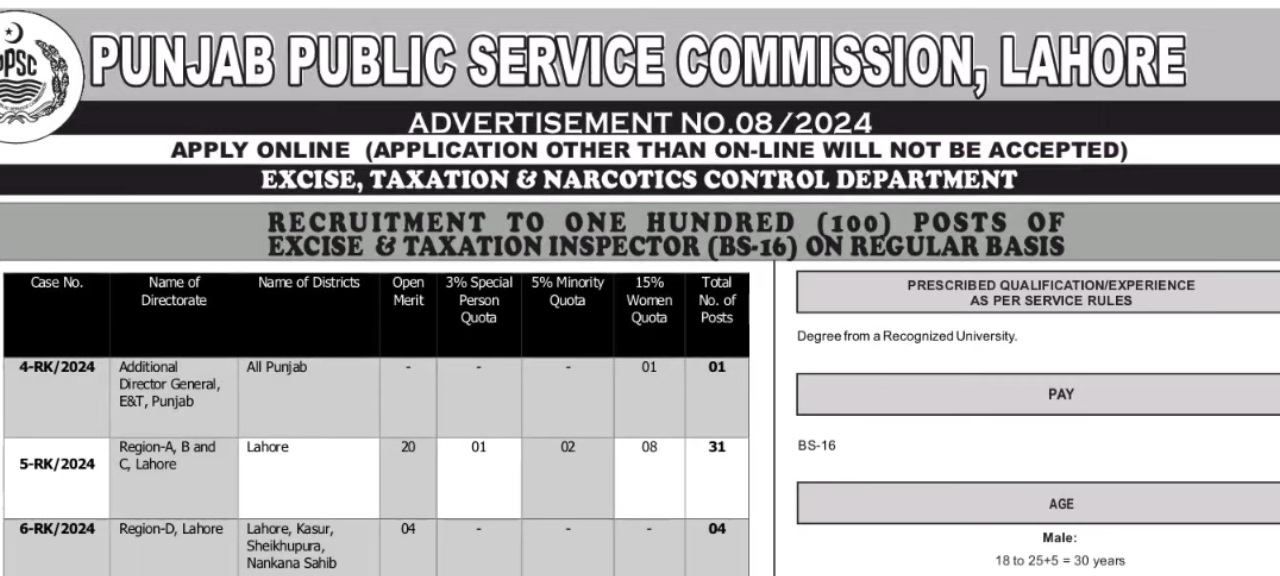 PPSC
PUNJAB PUBLIC SERVICE COMMISSION, LAHORE
ADVERTISEMENT NO.08/2024
APPLY ONLINE (APPLICATION OTHER THAN ON-LINE WILL NOT BE ACCEPTED)
EXCISE, TAXATION & NARCOTICS CONTROL DEPARTMENT
RECRUITMENT TO ONE HUNDRED (100) POSTS OF
EXCISE & TAXATION INSPECTOR (BS-16) ON REGULAR BASIS
Case No. Name of Directorate Name of Districts Open Merit 3% Special Person Quota 5% Minority Quota 15% Women Quota Total No. of Posts
4-RK/2024 Additional Director General, E&T, Punjab All Punjab - - - 01 01
5-RK/2024 Region-A, B and C, Lahore Lahore 20 01 02 08 31
6-RK/2024 Region-D, Lahore Lahore, Kasur, Sheikhupura, Nankana Sahib 04 - - - 04
PRESCRIBED QUALIFICATION/EXPERIENCE
AS PER SERVICE RULES
Degree from a Recognized University.
PAY
BS-16
AGE
Male:
18 to 25+5 = 30 years